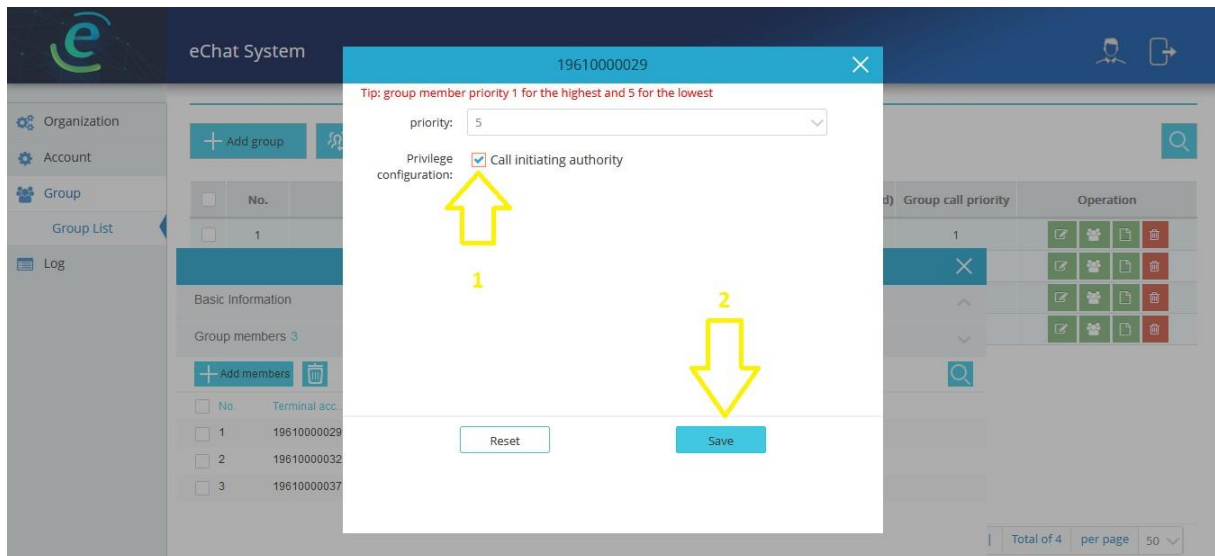 eChat System
19610000029
Tip: group member priority 1 for the highest and 5 for the lowest
priority: 5
Privilege configuration:
Call initiating authority
1
2
Reset
Save
Organization
Account
Group
Group List
Log
Add group
No. d) Group call priority Operation
1 1
Basic Information
Group members 3
Add members
No. Terminal acc...
1 19610000029
2 19610000032
3 19610000037
Total of 4 per page 50